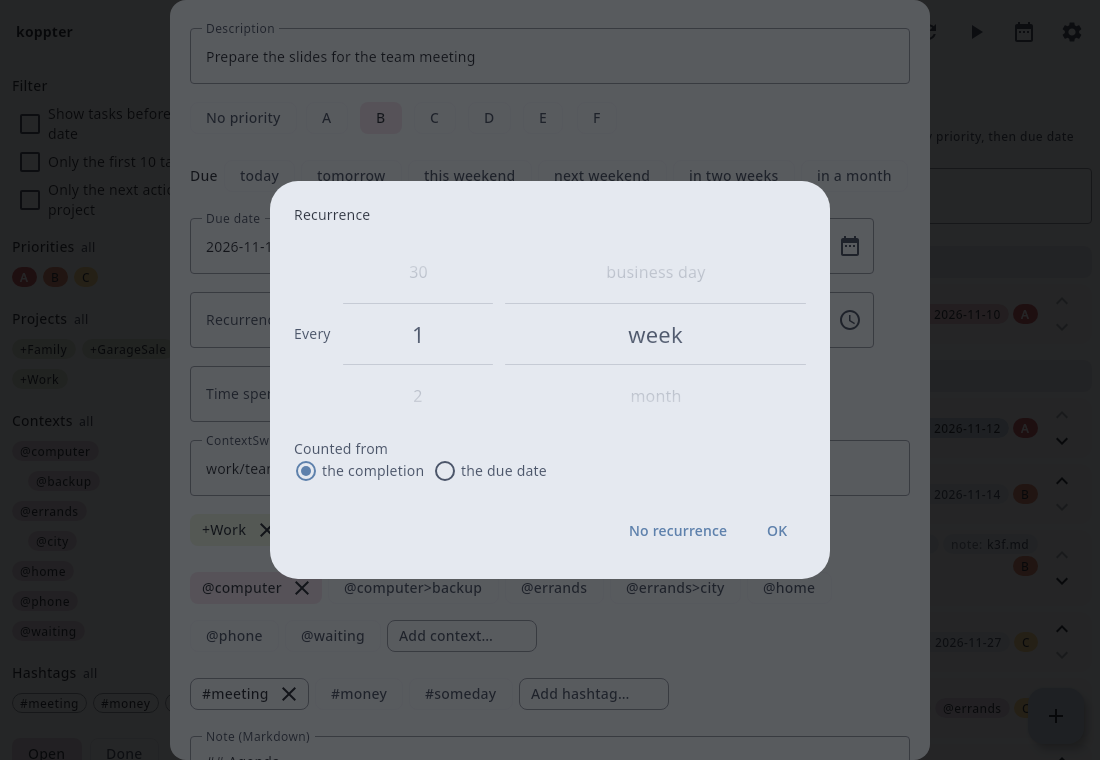 koppter
Description
Prepare the slides for the team meeting
Filter
Show tasks before
date
Only the first 10 ta
Only the next actio
project
No priority A B C D E F
priority, then due date
Due today tomorrow this weekend next weekend in two weeks in a month
Due date
2026-11-1
Priorities all
A B C
Projects all
+Family +GarageSale
+Work
Recurrence
30 business day
Every 1 week
2 month
Counted from
the completion the due date
No recurrence OK
Recurrenc
Time spen
ContextSw
work/tear
2026-11-10 A
2026-11-12 A
2026-11-14 B
note: k3f.md
B
2026-11-27 C
@errands C
Contexts all
@computer
@backup
@errands
@city
@home
@phone
@waiting
+Work
@computer @computer>backup @errands @errands>city @home
@phone @waiting Add context...
Hashtags all
#meeting #money
#meeting #money #someday Add hashtag...
Open Done
Note (Markdown)
## Agenda